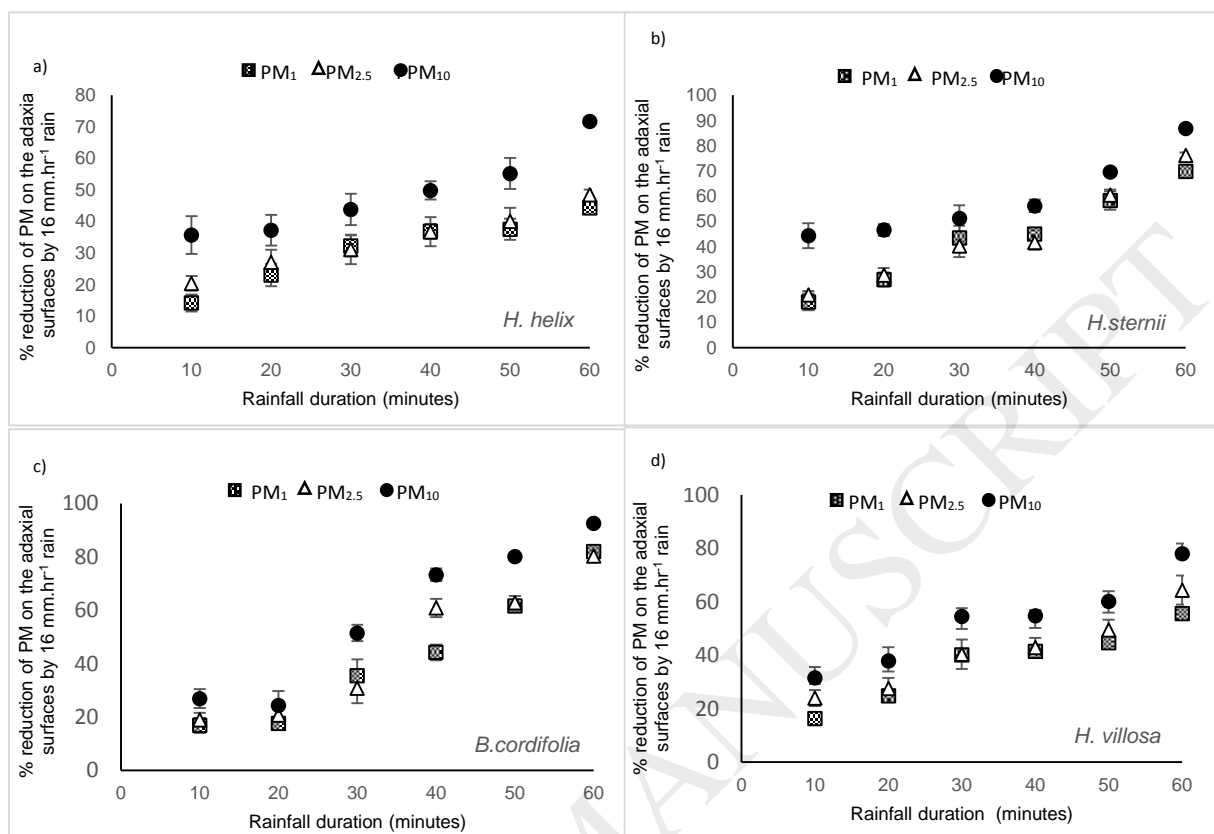 a)
PM1 PM2.5 PM10
% reduction of PM on the adaxial
surfaces by 16 mm.hr-1 rain
80
70
60
50
40
30
20
10
0
0 10 20 30 40 50 60
Rainfall duration (minutes)
H. helix
b)
PM1 PM2.5 PM10
% reduction of PM on the adaxia
surfaces by 16 mm.hr-1 rain
100
90
80
70
60
50
40
30
20
10
0
0 10 20 30 40 50 60
Rainfall duration (minutes)
H.sternii
c)
PM1 PM2.5 PM10
% reduction of PM on the adaxial
surfaces by 16 mm.hr-1 rain
100
80
60
40
20
0
0 10 20 30 40 50 60
Rainfall duration (minutes)
B.cordifolia
d)
PM1 PM2.5 PM10
% reduction of PM on the adaxial
surfaces by 16 mm.hr-1 rain
100
80
60
40
20
0
0 10 20 30 40 50 60
Rainfall duration (minutes)
H. villosa
MANUSCRIPT